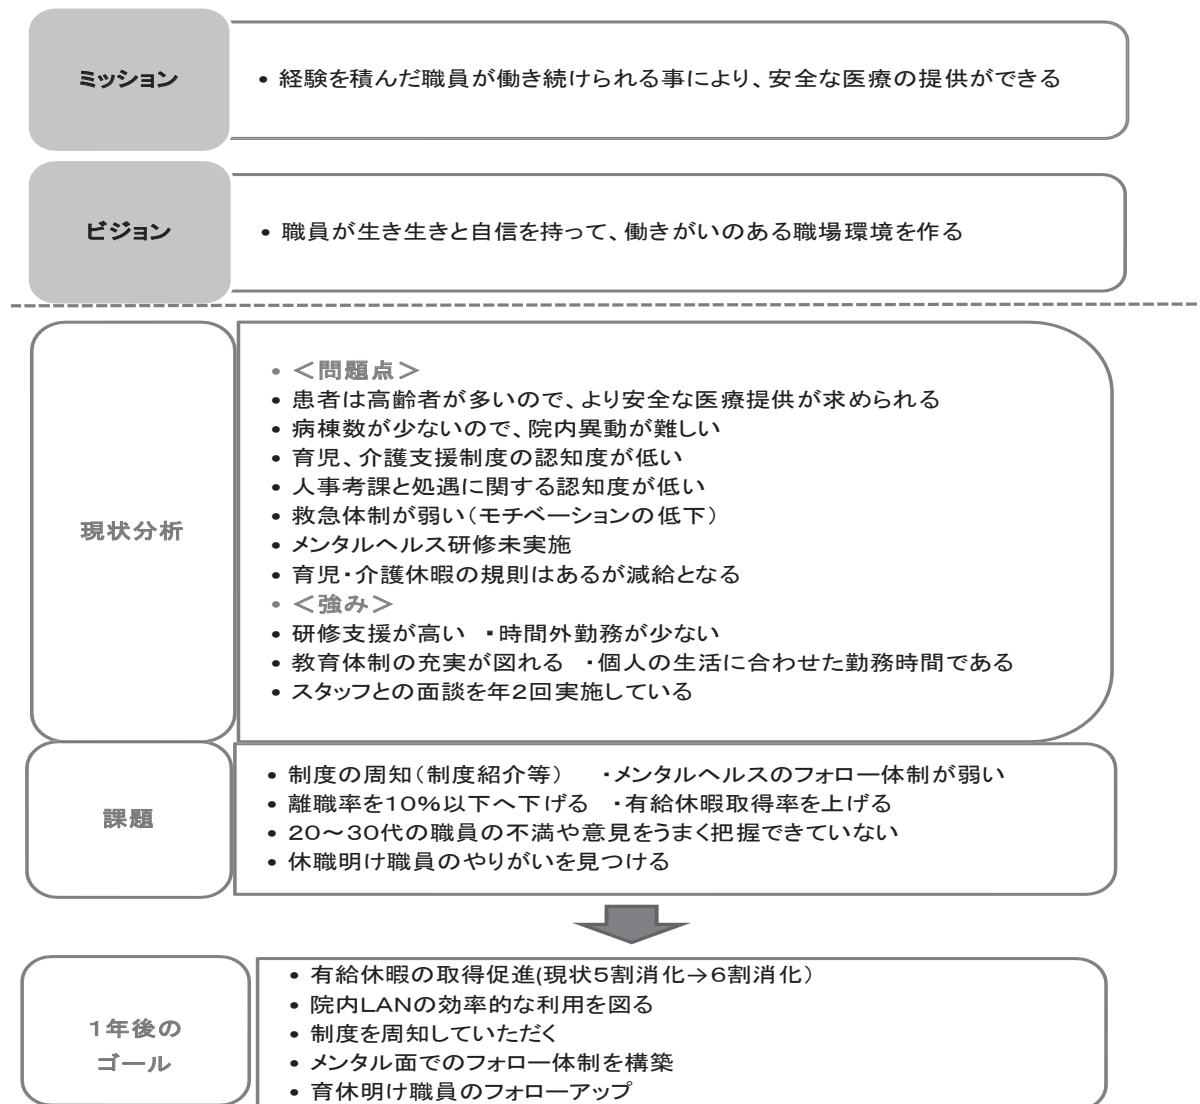 ミッション
• 経験を積んだ職員が働き続けられる事により、安全な医療の提供ができる
ビジョン
• 職員が生き生きと自信を持って、働きがいのある職場環境を作る
現状分析
• ＜問題点＞
• 患者は高齢者が多いので、より安全な医療提供が求められる
• 病棟数が少ないので、院内異動が難しい
• 育児、介護支援制度の認知度が低い
• 人事考課と処遇に関する認知度が低い
• 救急体制が弱い（モチベーションの低下）
• メンタルヘルス研修未実施
• 育児・介護休暇の規則はあるが減給となる
• ＜強み＞
• 研修支援が高い　・時間外勤務が少ない
• 教育体制の充実が図れる　・個人の生活に合わせた勤務時間である
• スタッフとの面談を年2回実施している
課題
• 制度の周知（制度紹介等）　・メンタルヘルスのフォロー体制が弱い
• 離職率を10%以下へ下げる　・有給休暇取得率を上げる
• 20～30代の職員の不満や意見をうまく把握できていない
• 休職明け職員のやりがいを見つける
1年後の
ゴール
• 有給休暇の取得促進(現状5割消化→6割消化）
• 院内LANの効率的な利用を図る
• 制度を周知していただく
• メンタル面でのフォロー体制を構築
• 育休明け職員のフォローアップ